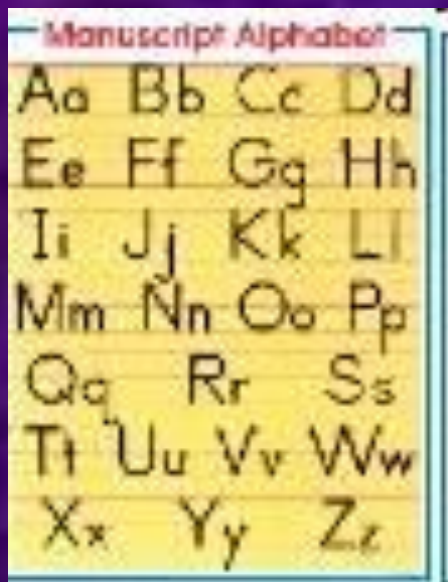 Manuscript Alphabet
Aa Bb Cc Dd
Ee Ff Gg Hh
Ii Jj Kk Ll
Mm Nn Oo Pp
Qq Rr Ss
Tt Uu Vv Ww
Xx Yy Zz